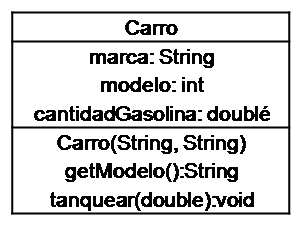 Carro
marca: String
modelo: int
cantidadGasolina: doublé
Carro(String, String)
getModelo():String
tanquear(double):void